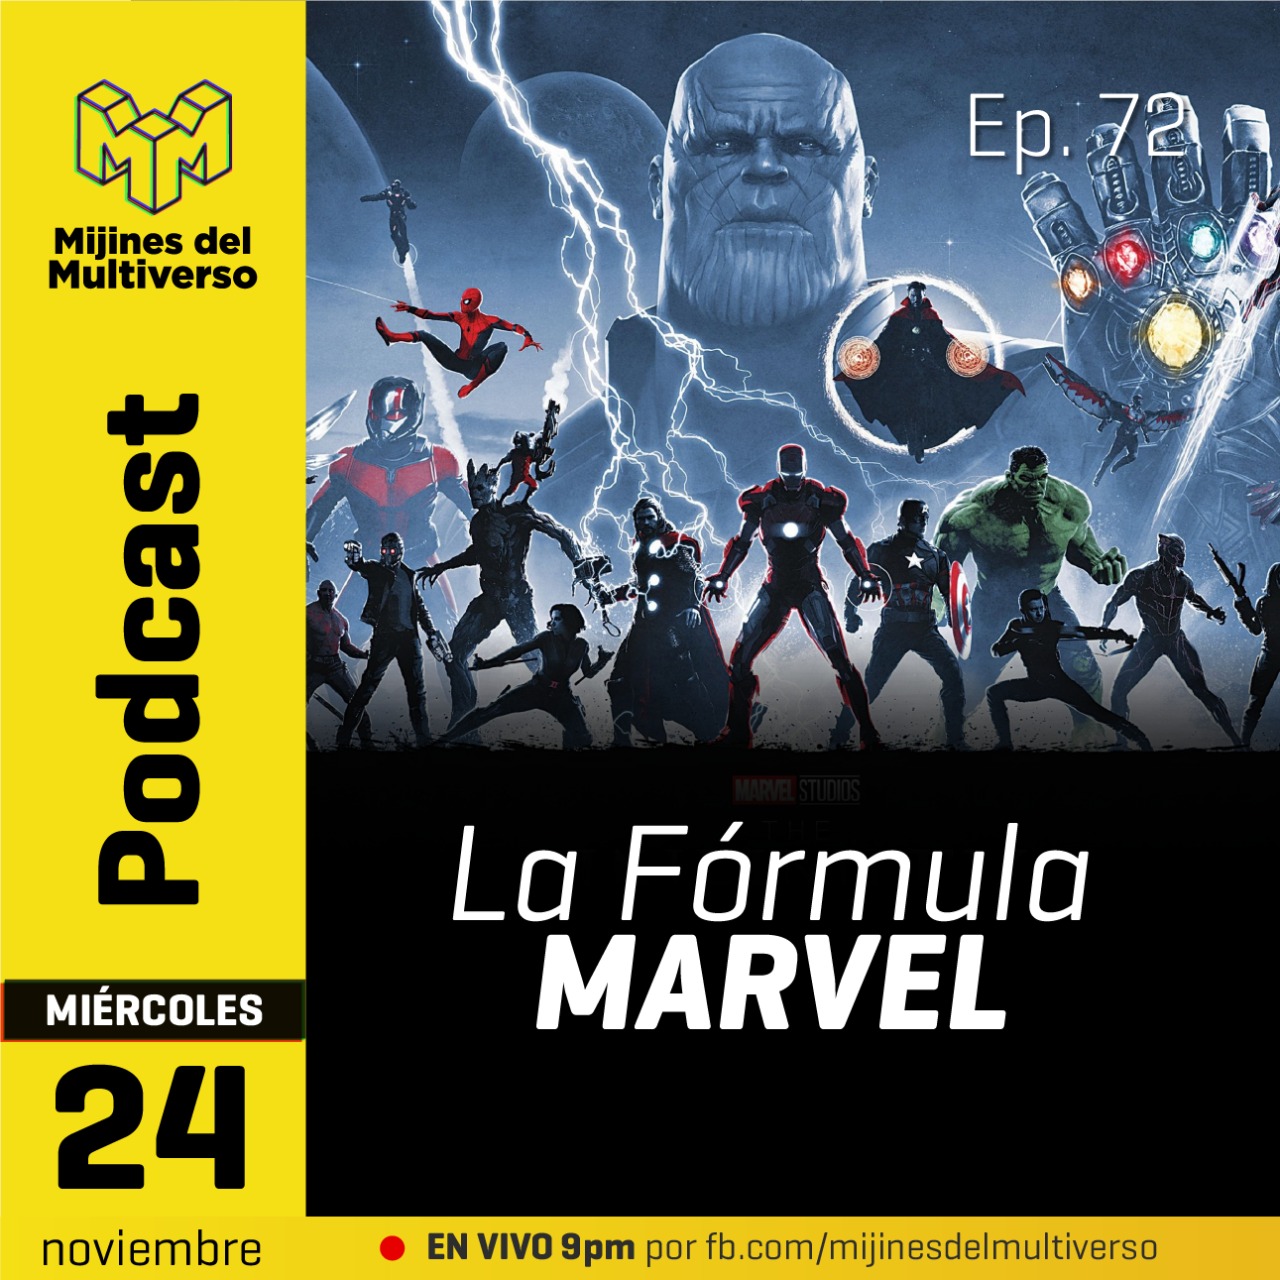 Mijines del
Multiverso
Podcast
MIÉRCOLES
24
noviembre
Ep. 72
MARVEL STUDIOS
THE
La Fórmula
MARVEL
EN VIVO 9pm por fb.com/mijinesdelmultiverso